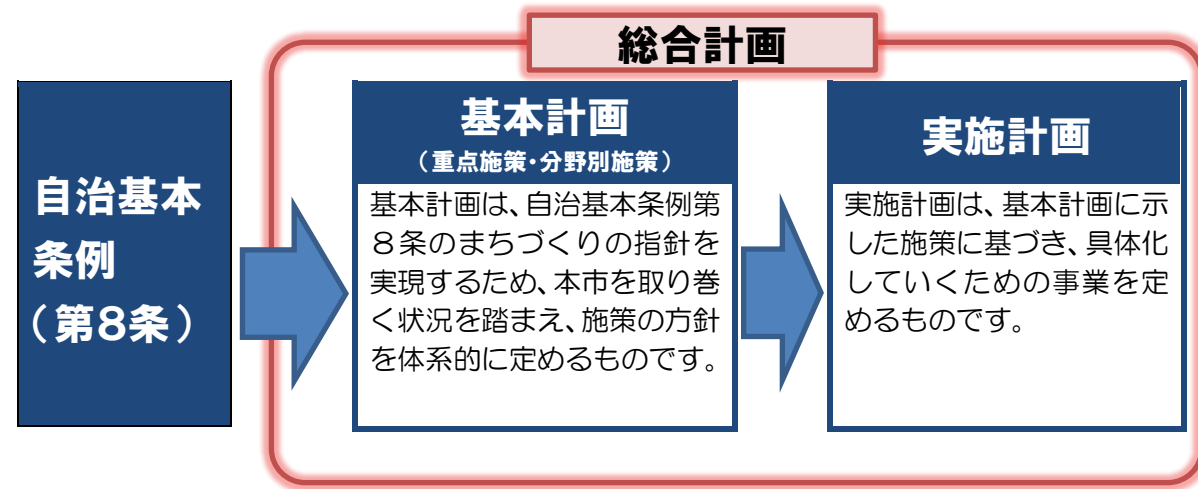 総合計画
自治基本
条例
（第8条）
基本計画
（重点施策・分野別施策）
基本計画は、自治基本条例第
８条のまちづくりの指針を
実現するため、本市を取り巻
く状況を踏まえ、施策の方針
を体系的に定めるものです。
実施計画
実施計画は、基本計画に示
した施策に基づき、具体化
していくための事業を定
めるものです。